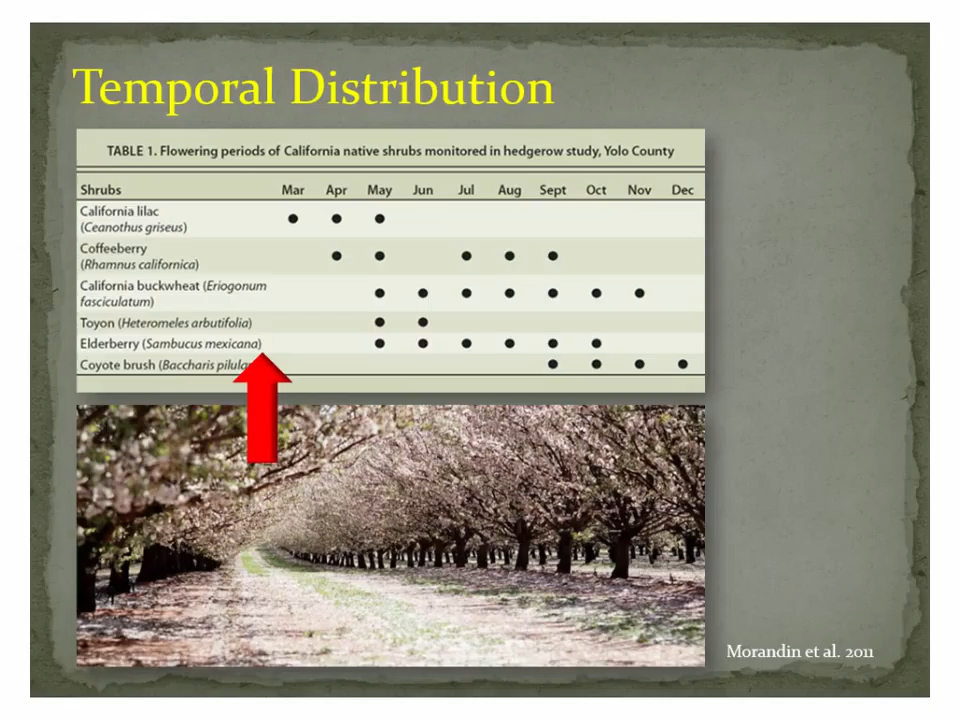 Temporal Distribution
TABLE 1. Flowering periods of California native shrubs monitored in hedgerow study, Yolo County
Shrubs Mar Apr May Jun Jul Aug Sept Oct Nov Dec
California lilac
(Ceanothus griseus) ● ● ●
Coffeeberry
(Rhamnus californica) ● ● ● ● ●
California buckwheat (Eriogonum
fasciculatum) ● ● ● ● ● ● ●
Toyon (Heteromeles arbutifolia) ● ●
Elderberry (Sambucus mexicana) ● ● ● ● ● ●
Coyote brush (Baccharis ● ● ● ●
Morandin et al. 2011